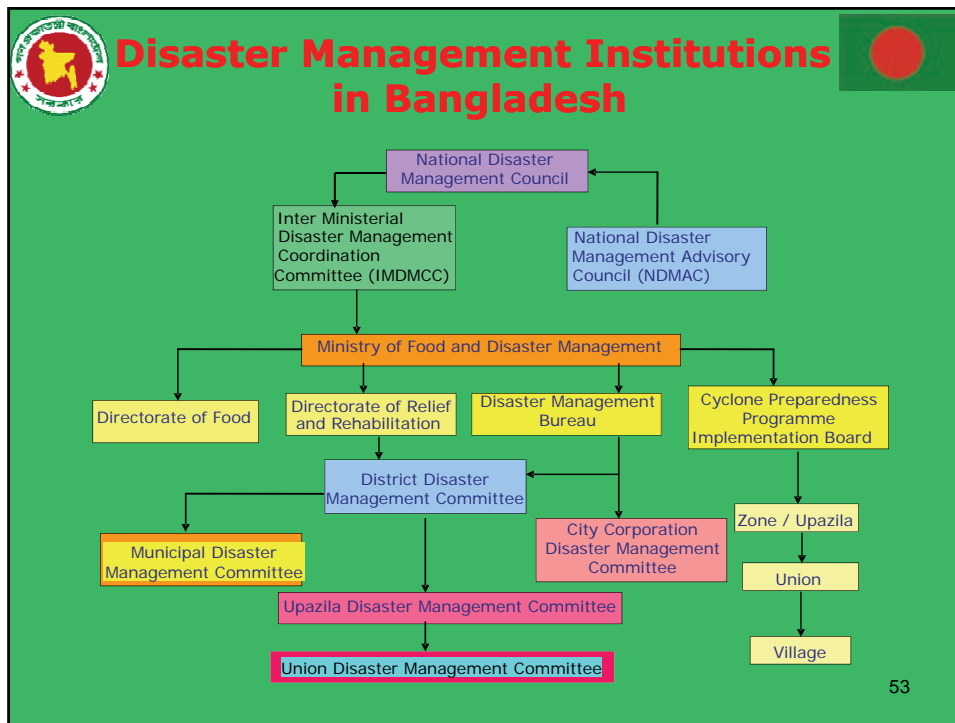 Disaster Management Institutions
in Bangladesh
National Disaster
Management Council
Inter Ministerial
Disaster Management
Coordination
Committee (IMDMCC)
National Disaster
Management Advisory
Council (NDMAC)
Ministry of Food and Disaster Management
Directorate of Food
Directorate of Relief
and Rehabilitation
Disaster Management
Bureau
Cyclone Preparedness
Programme
Implementation Board
District Disaster
Management Committee
Zone / Upazila
Municipal Disaster
Management Committee
City Corporation
Disaster Management
Committee
Union
Upazila Disaster Management Committee
Village
Union Disaster Management Committee
53